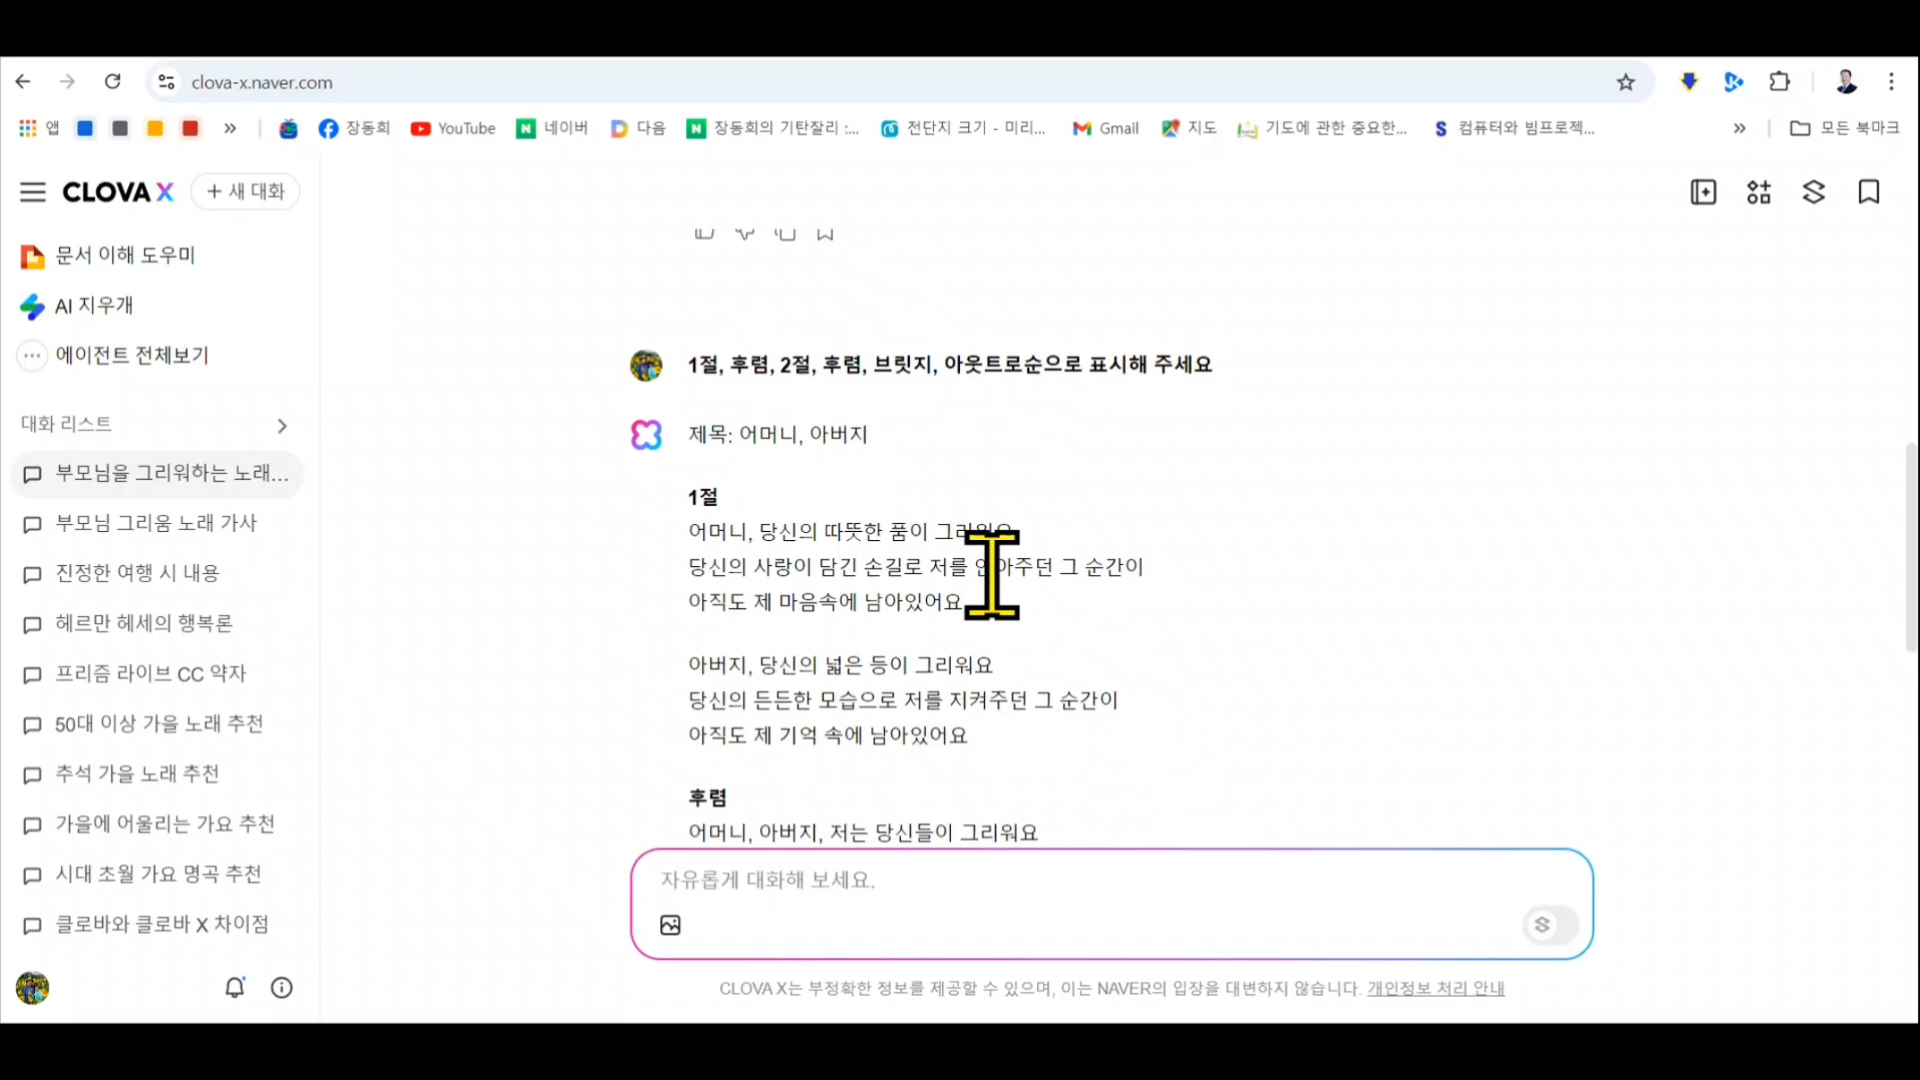 clova-x.naver.com
앱
장동희
YouTube
네이버
다음
장동희의 기탄잘리 :...
전단지 크기 - 미리...
Gmail
지도
기도에 관한 중요한...
컴퓨터와 빔프로젝...
모든 북마크
CLOVA X
+ 새 대화
문서 이해 도우미
AI 지우개
에이전트 전체보기
대화 리스트
부모님을 그리워하는 노래...
부모님 그리움 노래 가사
진정한 여행 시 내용
헤르만 헤세의 행복론
프리즘 라이브 CC 약자
50대 이상 가을 노래 추천
추석 가을 노래 추천
가을에 어울리는 가요 추천
시대 초월 가요 명곡 추천
클로바와 클로바 X 차이점
1절, 후렴, 2절, 후렴, 브릿지, 아웃트로순으로 표시해 주세요
제목: 어머니, 아버지
1절
어머니, 당신의 따뜻한 품이
당신의 사랑이 담긴 손길로 저를 안아주던 그 순간이
아직도 제 마음속에 남아있어요
아버지, 당신의 넓은 등이 그리워요
당신의 든든한 모습으로 저를 지켜주던 그 순간이
아직도 제 기억 속에 남아있어요
후렴
어머니, 아버지, 저는 당신들이 그리워요
자유롭게 대화해 보세요.
CLOVA X는 부정확한 정보를 제공할 수 있으며, 이는 NAVER의 입장을 대변하지 않습니다. 개인정보 처리 안내